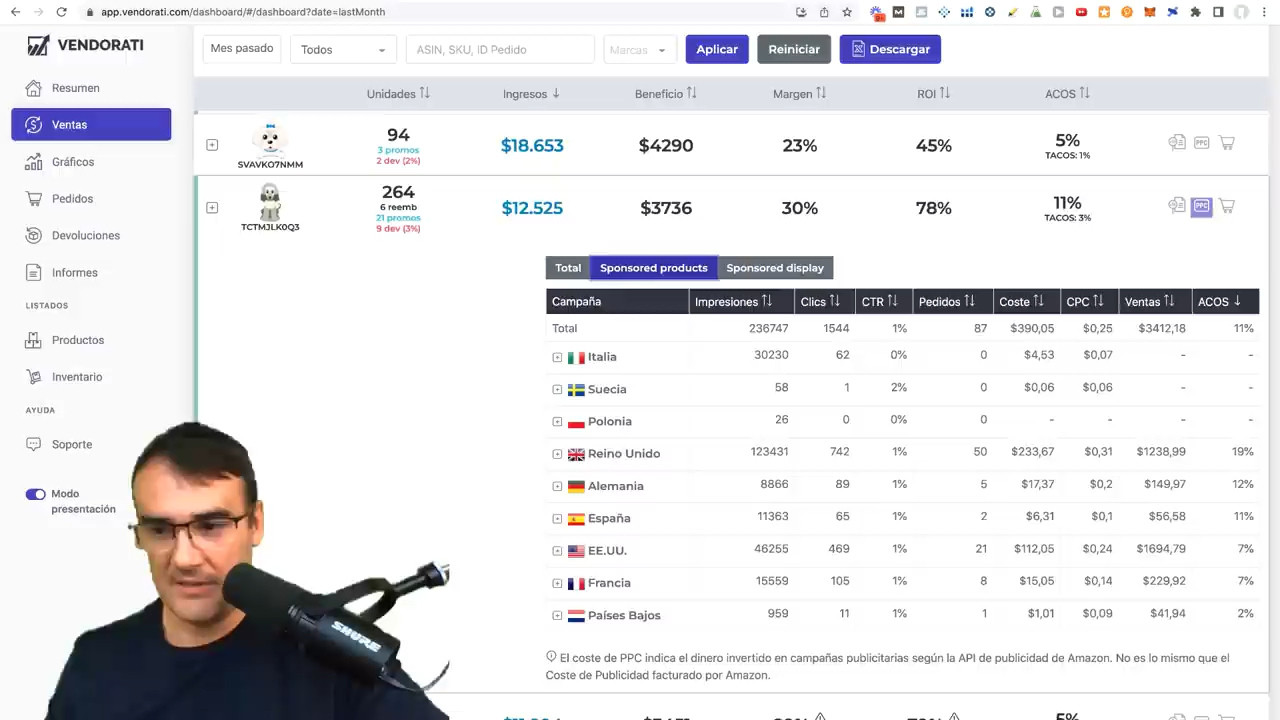 app.vendorati.com/dashboard/#/dashboard?date=lastMonth
VENDORATI
Mes pasado
Todos
ASIN, SKU, ID Pedido
Marcas
Aplicar
Reiniciar
Descargar
Resumen
Ventas
Gráficos
Pedidos
Devoluciones
Informes
LISTADOS
Productos
Inventario
AYUDA
Soporte
Modo
presentación
Unidades Ingresos Beneficio Margen ROI ACOS
SVAVKO7NMM
94
3 promos
2 dev (2%)
$18.653 $4290 23% 45% 5%
TACOS: 1%
PPC
TCTMJLK0Q3
264
6 reemb
21 promos
9 dev (3%)
$12.525 $3736 30% 78% 11%
TACOS: 3%
PPC
Total Sponsored products Sponsored display
Campaña Impresiones Clics CTR Pedidos Coste CPC Ventas ACOS
Total 236747 1544 1% 87 $390,05 $0,25 $3412,18 11%
Italia 30230 62 0% 0 $4,53 $0,07 - -
Suecia 58 1 2% 0 $0,06 $0,06 - -
Polonia 26 0 0% 0 - - - -
Reino Unido 123431 742 1% 50 $233,67 $0,31 $1238,99 19%
Alemania 8866 89 1% 5 $17,37 $0,2 $149,97 12%
España 11363 65 1% 2 $6,31 $0,1 $56,58 11%
EE.UU. 46255 469 1% 21 $112,05 $0,24 $1694,79 7%
Francia 15559 105 1% 8 $15,05 $0,14 $229,92 7%
Países Bajos 959 11 1% 1 $1,01 $0,09 $41,94 2%
El coste de PPC indica el dinero invertido en campañas publicitarias según la API de publicidad de Amazon. No es lo mismo que el
Coste de Publicidad facturado por Amazon.
5%
SHURE